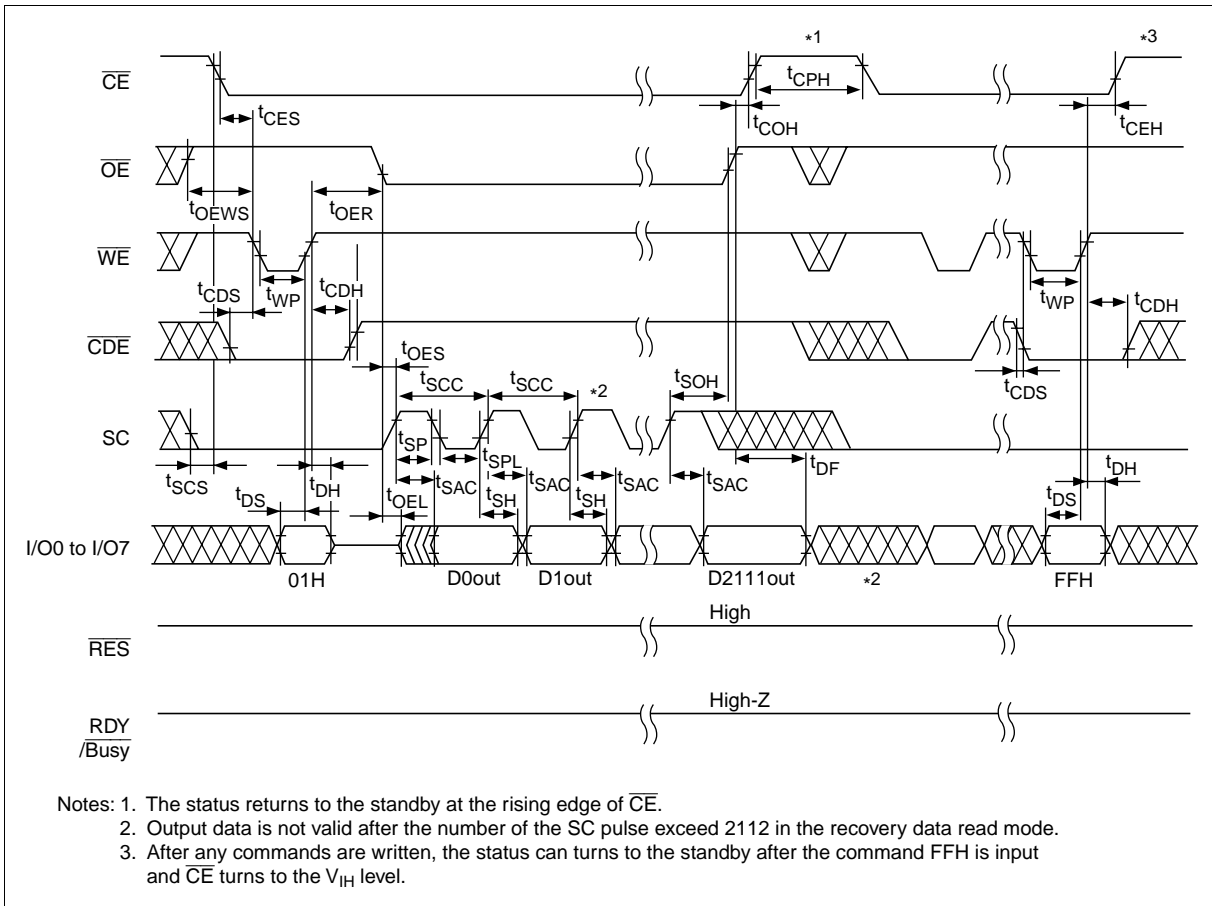 *1
*3
CE
tCPH
tCES
tCOH
tCEH
OE
tOEWS
tOER
WE
tCDS
tWP
tCDH
tWP
tCDH
CDE
tOES
tSCC
tSCC
*2
tSOH
tCDS
SC
tSP
tSPL
tDF
tSCS
tDS
tDH
tOEL
tSAC
tSH
tSAC
tSH
tSAC
tSAC
tDS
tDH
I/O0 to I/O7
01H
D0out
D1out
D2111out
*2
FFH
High
RES
High-Z
RDY
/Busy
Notes: 1. The status returns to the standby at the rising edge of CE.
2. Output data is not valid after the number of the SC pulse exceed 2112 in the recovery data read mode.
3. After any commands are written, the status can turns to the standby after the command FFH is input
and CE turns to the VIH level.